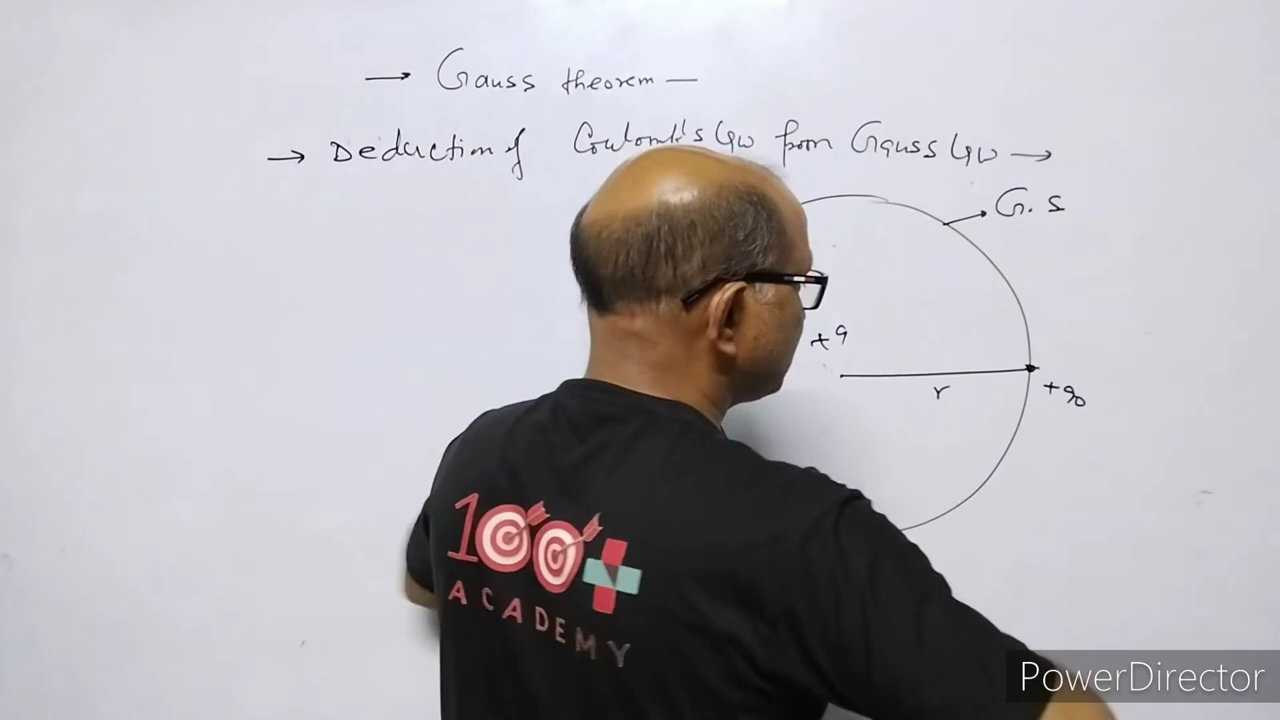 → Gauss theorem —
→ Deduction of Coulomb's law from Gauss law →
G.S
+q
r
+q₀
100+
ACADEMY
PowerDirector